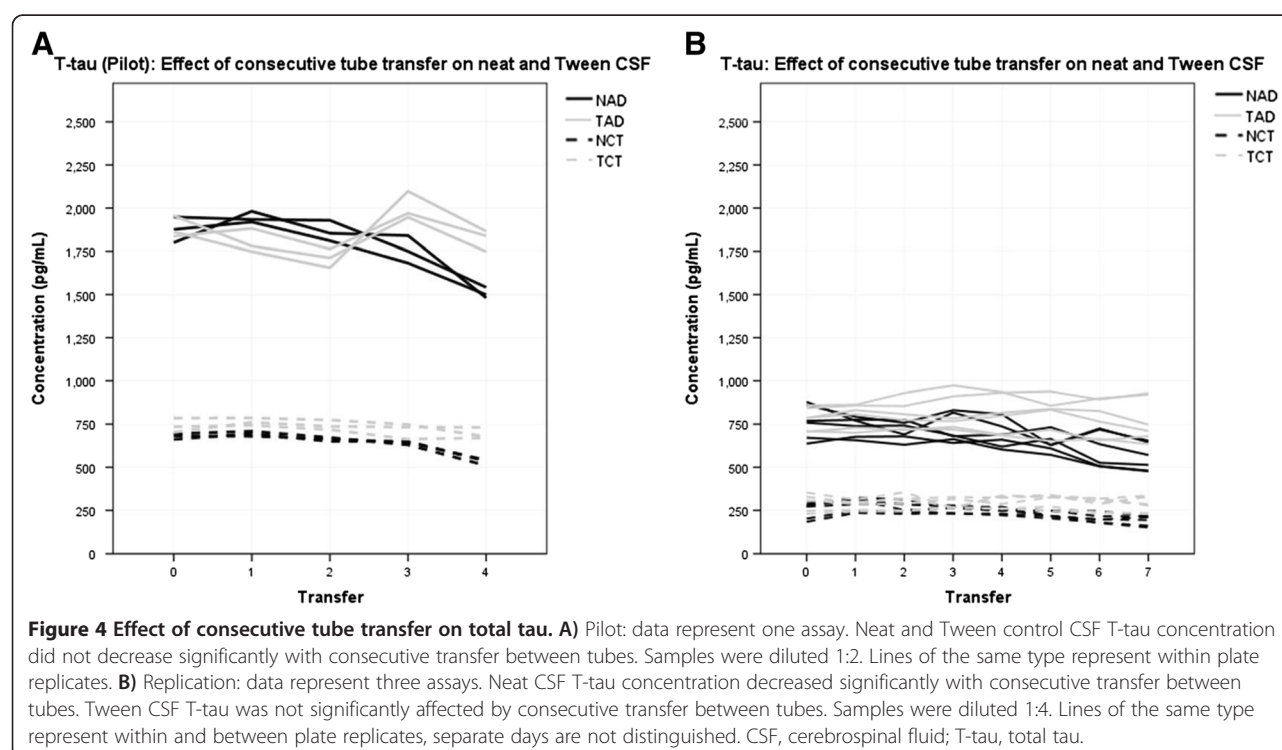 A
T-tau (Pilot): Effect of consecutive tube transfer on neat and Tween CSF
NAD
TAD
NCT
TCT
2,500
2,250
2,000
1,750
1,500
1,250
1,000
750
500
250
0
Concentration (pg/mL)
0 1 2 3 4
Transfer
B
T-tau: Effect of consecutive tube transfer on neat and Tween CSF
NAD
TAD
NCT
TCT
2,500
2,250
2,000
1,750
1,500
1,250
1,000
750
500
250
0
Concentration (pg/mL)
0 1 2 3 4 5 6 7
Transfer
Figure 4 Effect of consecutive tube transfer on total tau. A) Pilot: data represent one assay. Neat and Tween control CSF T-tau concentration
did not decrease significantly with consecutive transfer between tubes. Samples were diluted 1:2. Lines of the same type represent within plate
replicates. B) Replication: data represent three assays. Neat CSF T-tau concentration decreased significantly with consecutive transfer between
tubes. Tween CSF T-tau was not significantly affected by consecutive transfer between tubes. Samples were diluted 1:4. Lines of the same type
represent within and between plate replicates, separate days are not distinguished. CSF, cerebrospinal fluid; T-tau, total tau.